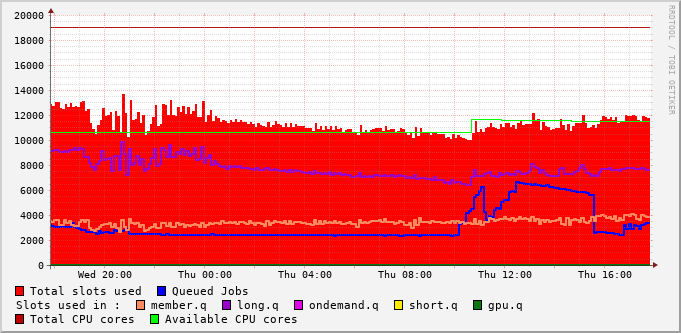 RRDTOOL / TOBI OETIKER
20000
18000
16000
14000
12000
10000
8000
6000
4000
2000
0
Wed 20:00 Thu 00:00 Thu 04:00 Thu 08:00 Thu 12:00 Thu 16:00
Total slots used Queued Jobs
Slots used in : member.q long.q ondemand.q short.q gpu.q
Total CPU cores Available CPU cores